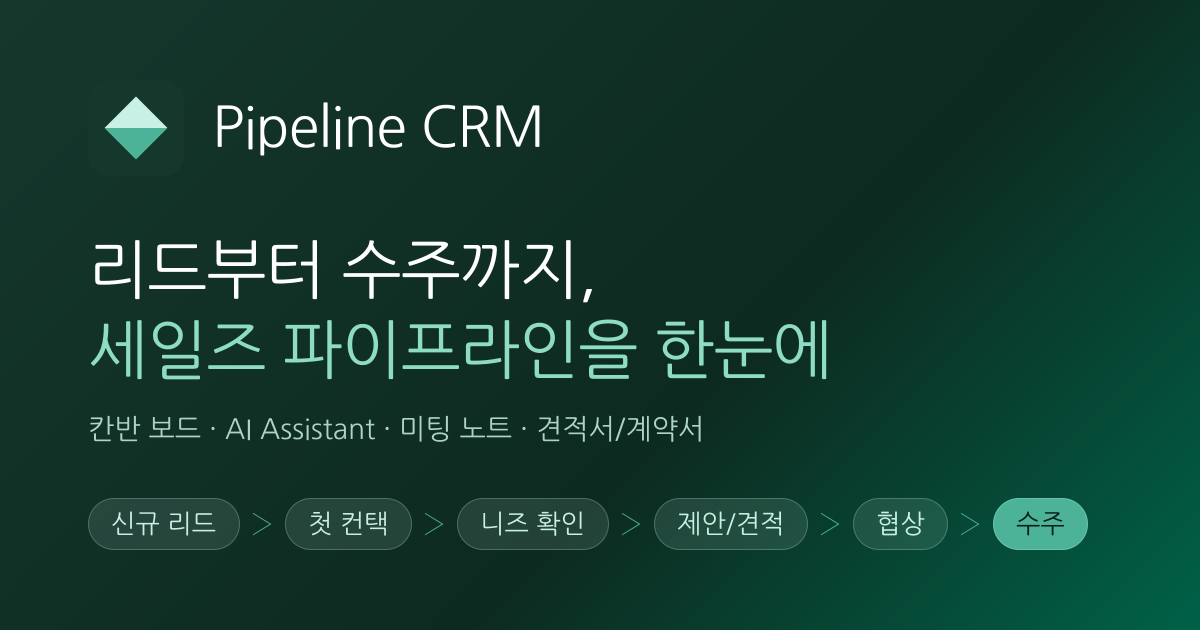 Pipeline CRM
리드부터 수주까지,
세일즈 파이프라인을 한눈에
칸반 보드 · AI Assistant · 미팅 노트 · 견적서/계약서
신규 리드 > 첫 컨택 > 니즈 확인 > 제안/견적 > 협상 > 수주